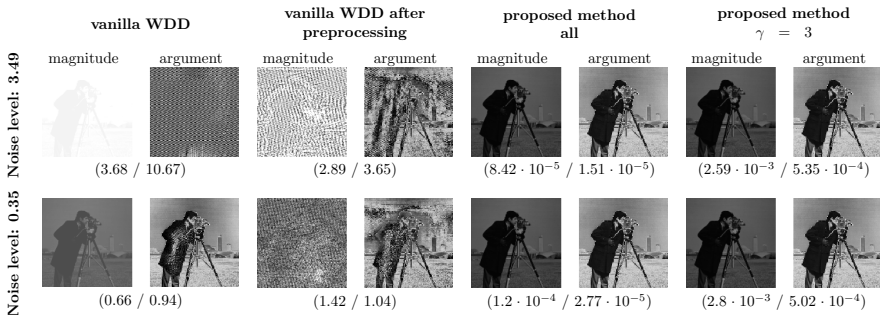 vanilla WDD
vanilla WDD after
preprocessing
proposed method
all
proposed method
γ = 3
magnitude argument magnitude argument magnitude argument magnitude argument
Noise level: 3.49
(3.68 / 10.67) (2.89 / 3.65) (8.42 · 10⁻⁵ / 1.51 · 10⁻⁵) (2.59 · 10⁻³ / 5.35 · 10⁻⁴)
Noise level: 0.35
(0.66 / 0.94) (1.42 / 1.04) (1.2 · 10⁻⁴ / 2.77 · 10⁻⁵) (2.8 · 10⁻³ / 5.02 · 10⁻⁴)